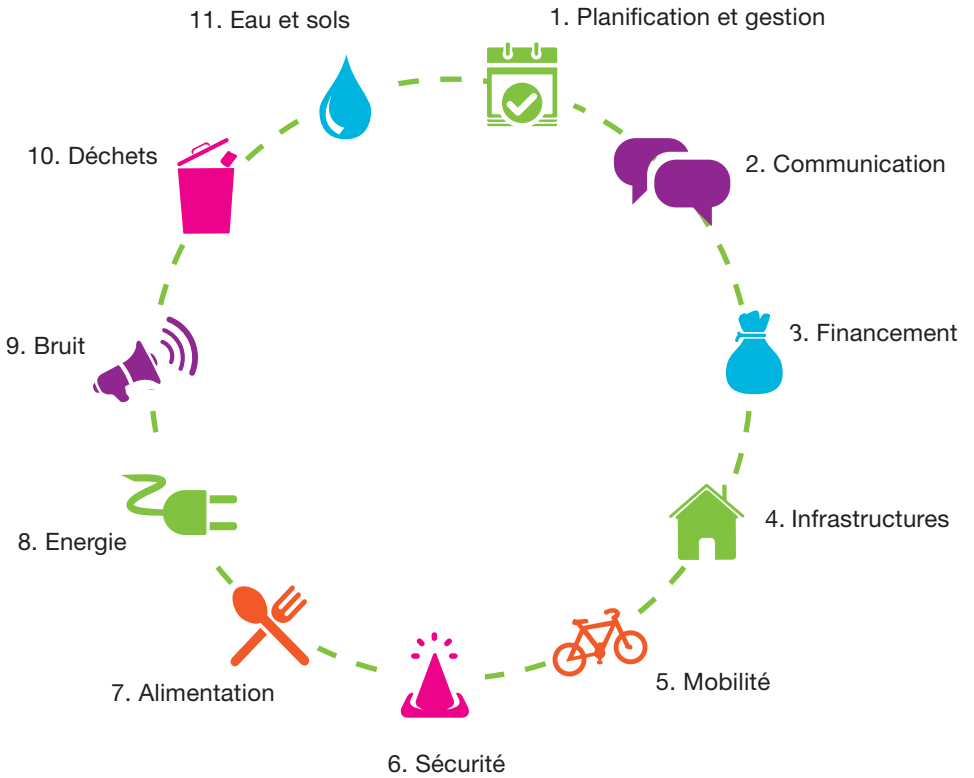 1. Planification et gestion
2. Communication
3. Financement
4. Infrastructures
5. Mobilité
6. Sécurité
7. Alimentation
8. Energie
9. Bruit
10. Déchets
11. Eau et sols